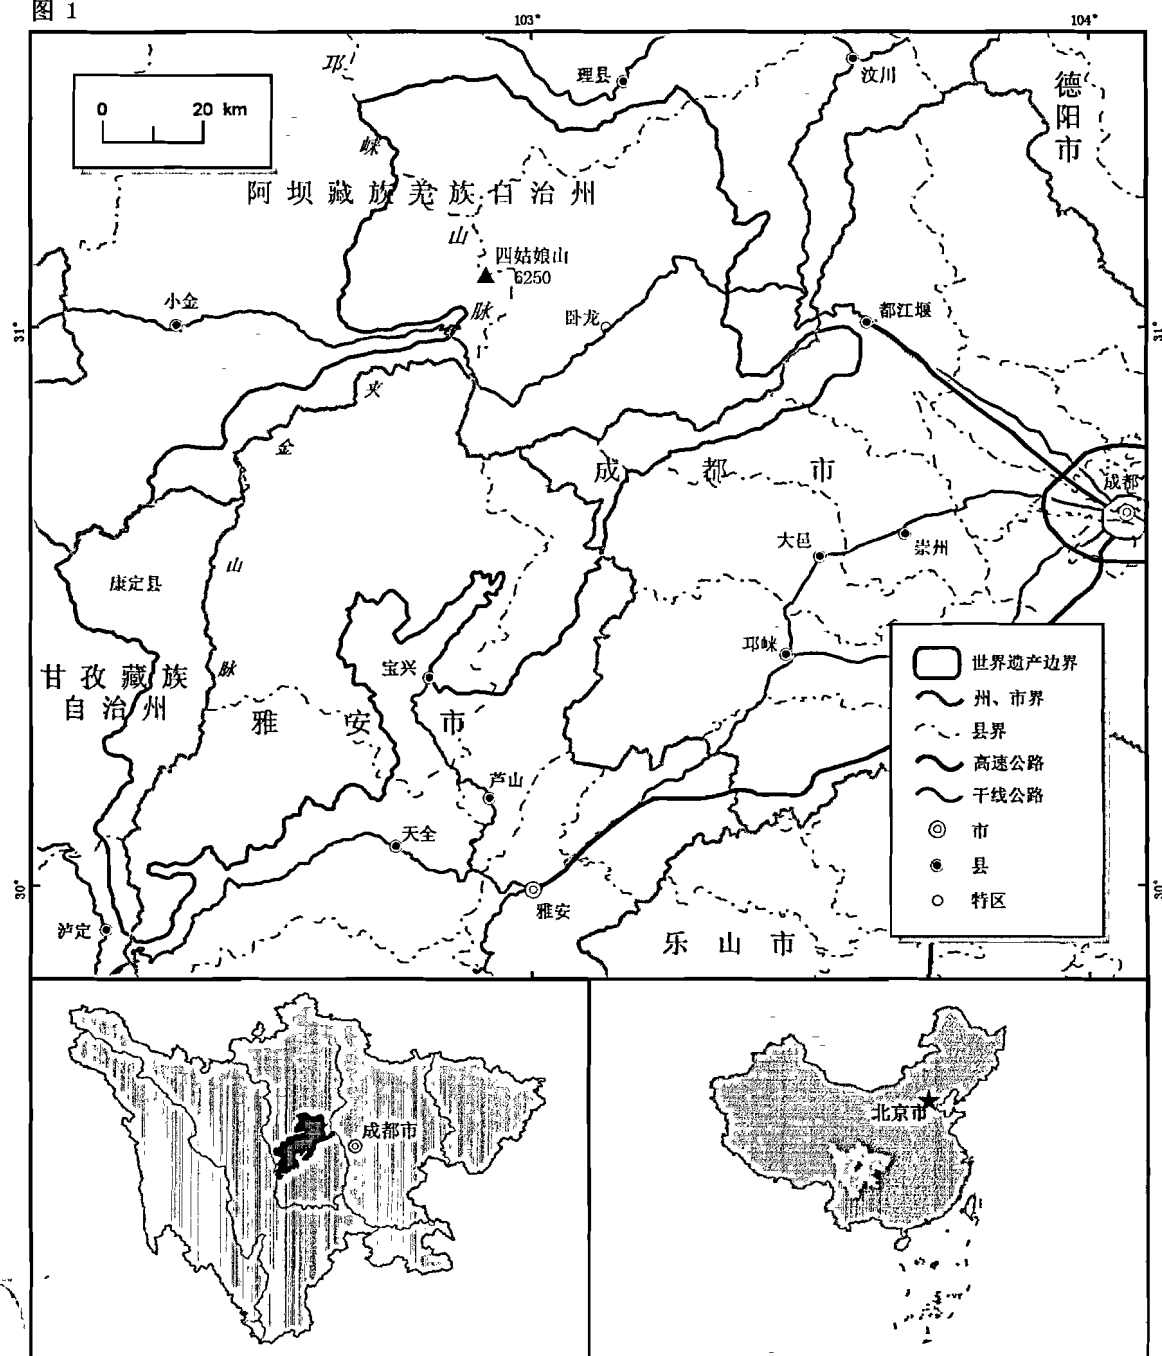 图 1
103°
104°
0 20 km
邛
崃
山
脉
理县
汶川
德
阳
市
阿坝藏族羌族自治州
四姑娘山
6250
小金
卧龙
都江堰
31°
31°
夹
金
山
脉
成都市
成都
大邑
崇州
康定县
邛崃
宝兴
甘孜藏族
自治州
雅安市
芦山
天全
泸定
雅安
乐山市
30°
30°
世界遗产边界
州、市界
县界
高速公路
干线公路
市
县
特区
成都市
北京市